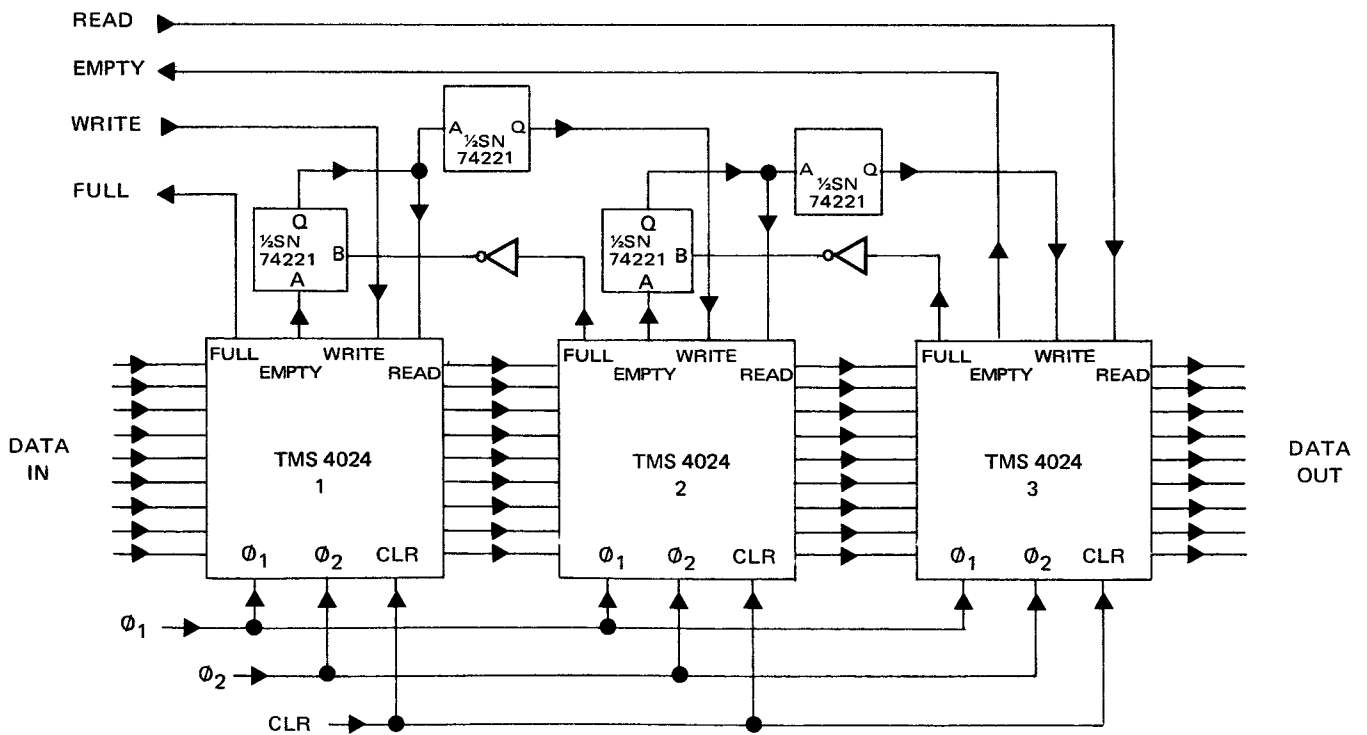 READ
EMPTY
WRITE
FULL
A Q
½SN
74221
A Q
½SN
74221
Q
½SN
74221 B
A
Q
½SN
74221 B
A
FULL WRITE
EMPTY READ
TMS 4024
1
Ø1 Ø2 CLR
FULL WRITE
EMPTY READ
TMS 4024
2
Ø1 Ø2 CLR
FULL WRITE
EMPTY READ
TMS 4024
3
Ø1 Ø2 CLR
DATA
IN
DATA
OUT
Ø1
Ø2
CLR